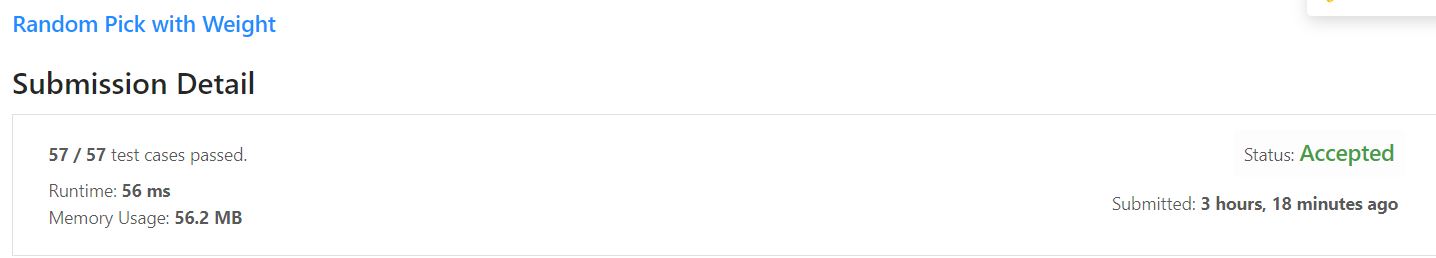 Random Pick with Weight
Submission Detail
57 / 57 test cases passed.
Status: Accepted
Runtime: 56 ms
Submitted: 3 hours, 18 minutes ago
Memory Usage: 56.2 MB